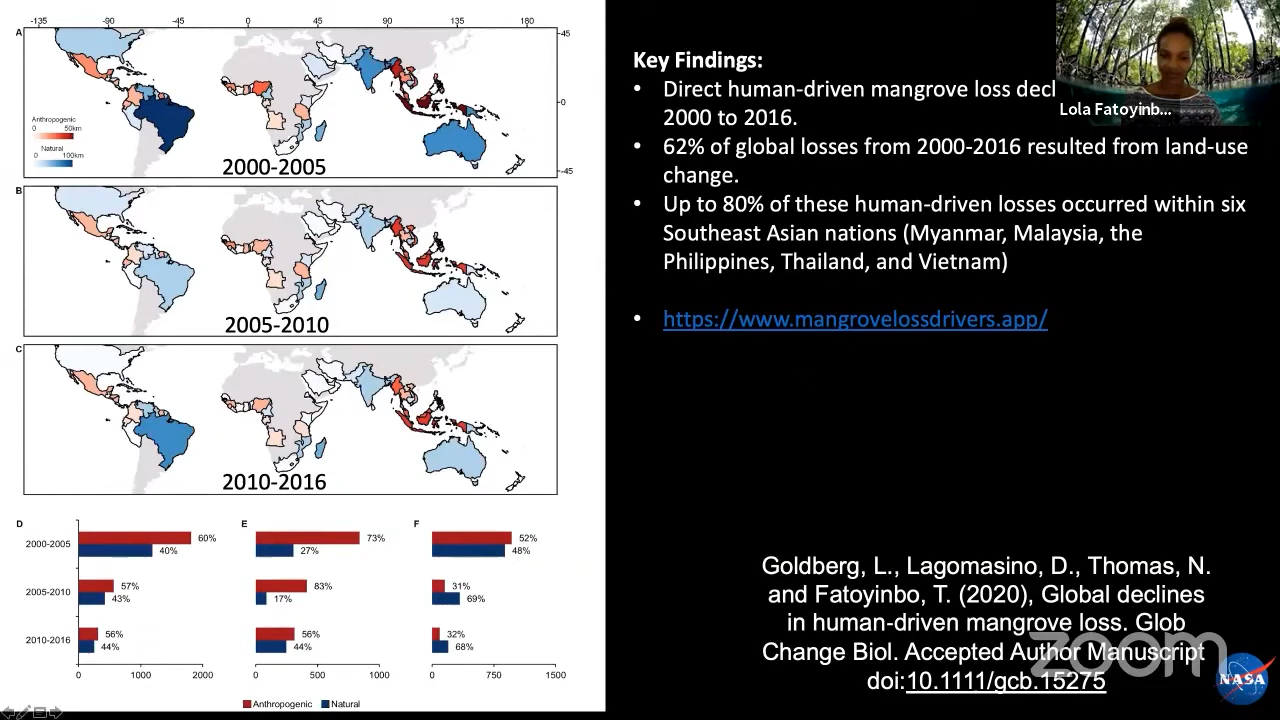 -135 -90 -45 0 45 90 135 180
A
45
0
-45
Anthropogenic
0 50km
Natural
0 100km
2000-2005
B
2005-2010
C
2010-2016
D E F
2000-2005
60% 73% 52%
40% 27% 48%
2005-2010
57% 83% 31%
43% 17% 69%
2010-2016
56% 56% 32%
44% 44% 68%
0 1000 2000 0 500 1000 0 750 1500
Anthropogenic Natural
Key Findings:
• Direct human-driven mangrove loss decl
2000 to 2016.
• 62% of global losses from 2000-2016 resulted from land-use
change.
• Up to 80% of these human-driven losses occurred within six
Southeast Asian nations (Myanmar, Malaysia, the
Philippines, Thailand, and Vietnam)
• https://www.mangrovelossdrivers.app/
Lola Fatoyinb...
Goldberg, L., Lagomasino, D., Thomas, N.
and Fatoyinbo, T. (2020), Global declines
in human-driven mangrove loss. Glob
Change Biol. Accepted Author Manuscript
doi:10.1111/gcb.15275
zoom
NASA